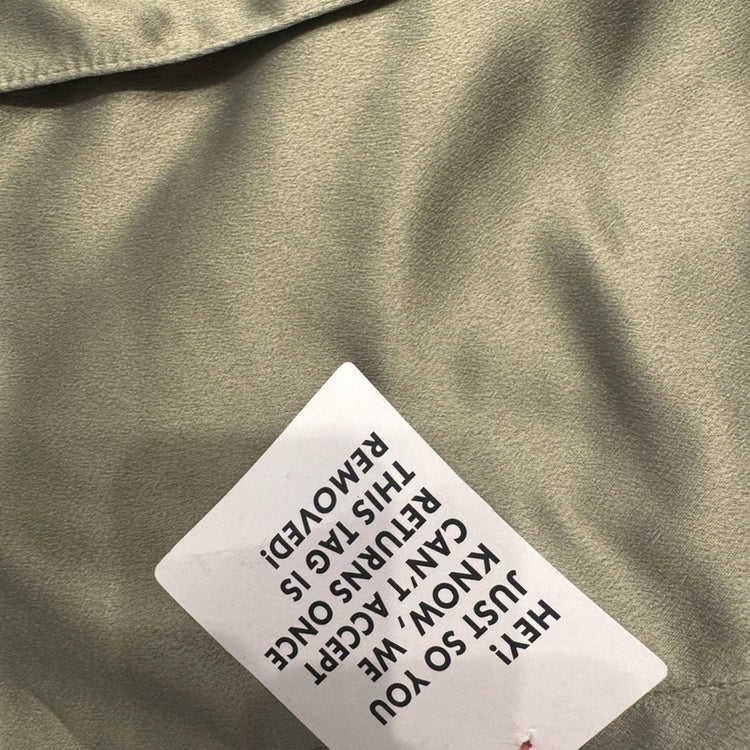 HEY!
JUST SO YOU
KNOW, WE
CAN'T ACCEPT
RETURNS ONCE
THIS TAG IS
REMOVED!